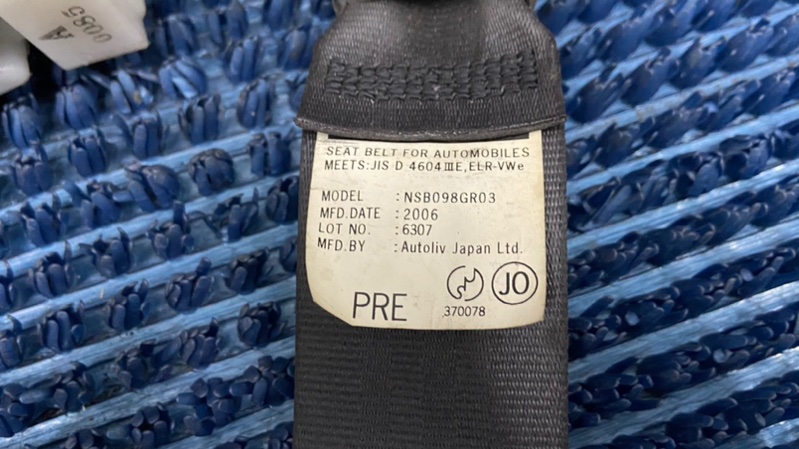 0085
A
SEAT BELT FOR AUTOMOBILES
MEETS:JIS D 4604 ⅢE,ELR-VWe
MODEL : NSB098GR03
MFD.DATE : 2006
LOT NO. : 6307
MFD.BY : Autoliv Japan Ltd.
PRE
370078
JO